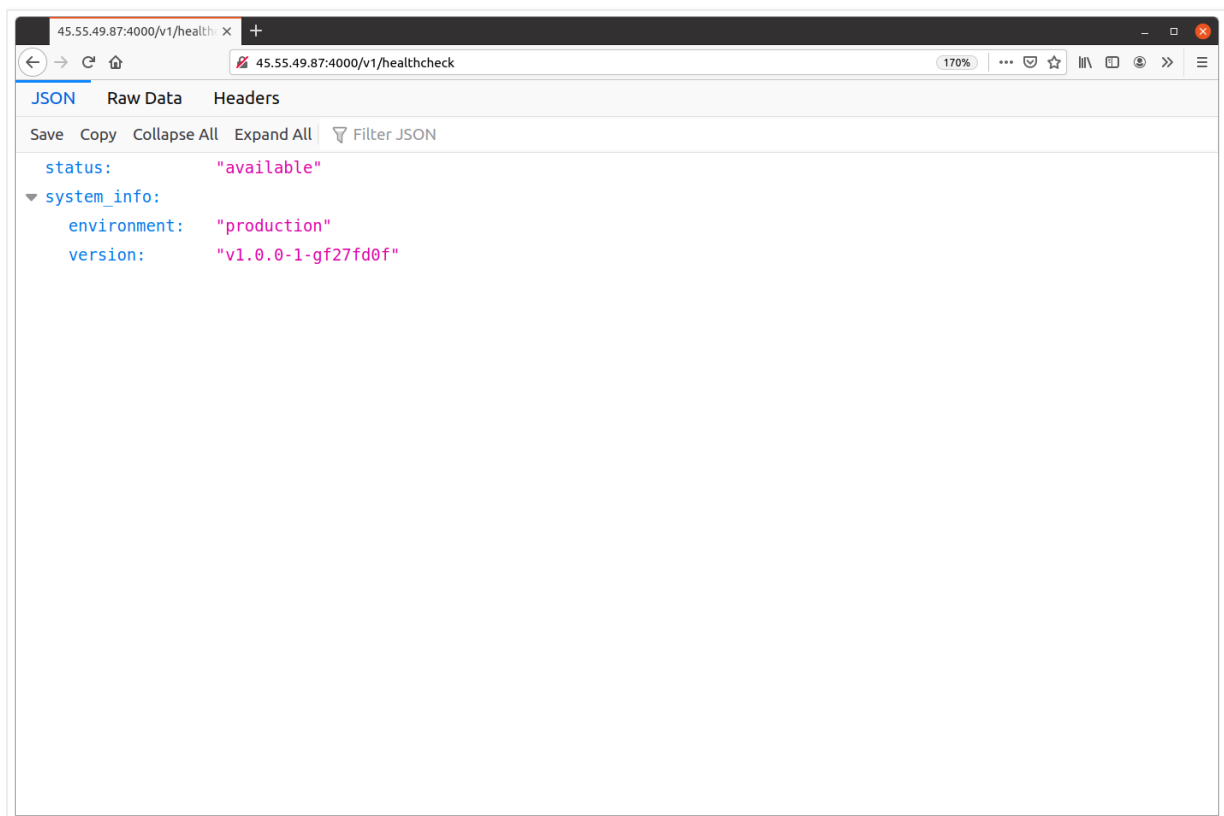 45.55.49.87:4000/v1/health
45.55.49.87:4000/v1/healthcheck
170%
JSON Raw Data Headers
Save Copy Collapse All Expand All Filter JSON
status: "available"
system_info:
environment: "production"
version: "v1.0.0-1-gf27fd0f"